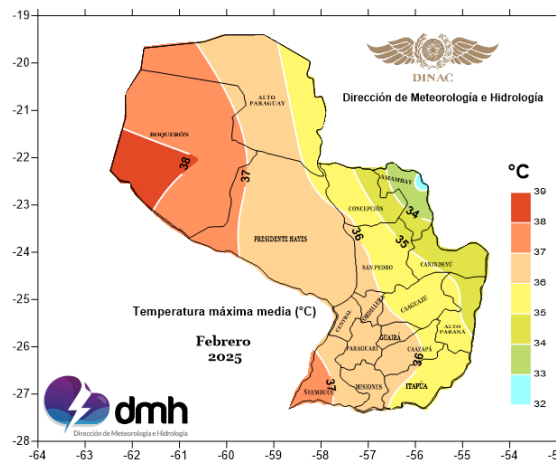 DINAC
Dirección de Meteorología e Hidrología
-19
-20
-21
-22
-23
-24
-25
-26
-27
-28
-64
-63
-62
-61
-60
-59
-58
-57
-56
-55
-54
ALTO
PARAGUAY
BOQUERÓN
38
37
AMAMBAY
34
CONCEPCIÓN
36
35
PRESIDENTE HAYES
SAN PEDRO
CANINDEYÚ
CAAGUAZÚ
CORDILLERA
CENTRAL
ALTO
PARANÁ
GUAIRÁ
PARAGUARÍ
CAAZAPÁ
36
MISIONES
ITAPÚA
37
ÑEEMBUCÚ
°C
39
38
37
36
35
34
33
32
Temperatura máxima media (°C)
Febrero
2025
dmh
Dirección de Meteorología e Hidrología